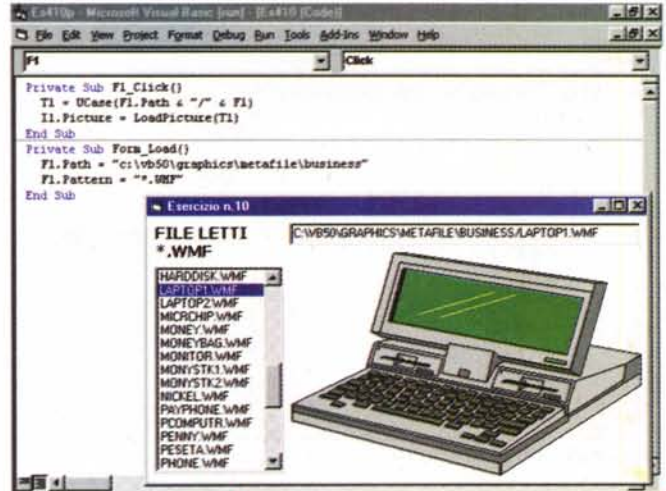 Es410p - Microsoft Visual Basic [run] - [Es410 (Code)]
File Edit View Project Format Debug Run Tools Add-Ins Window Help
F1 Click
Private Sub F1_Click()
T1 = UCase(F1.Path & "/" & F1)
I1.Picture = LoadPicture(T1)
End Sub
Private Sub Form_Load()
F1.Path = "c:\vb50\graphics\metafile\business"
F1.Pattern = "*.WMF"
End Sub
Esercizio n.10
FILE LETTI
*.WMF
C:\VB50\GRAPHICS\METAFILE\BUSINESS/LAPTOP1.WMF
HARDDISK.WMF
LAPTOP1.WMF
LAPTOP2.WMF
MICRCHIP.WMF
MONEY.WMF
MONEYBAG.WMF
MONITOR.WMF
MONYSTK1.WMF
MONYSTK2.WMF
NICKEL.WMF
PAYPHONE.WMF
PCOMPUTR.WMF
PENNY.WMF
PESETA.WMF
PHONE.WMF